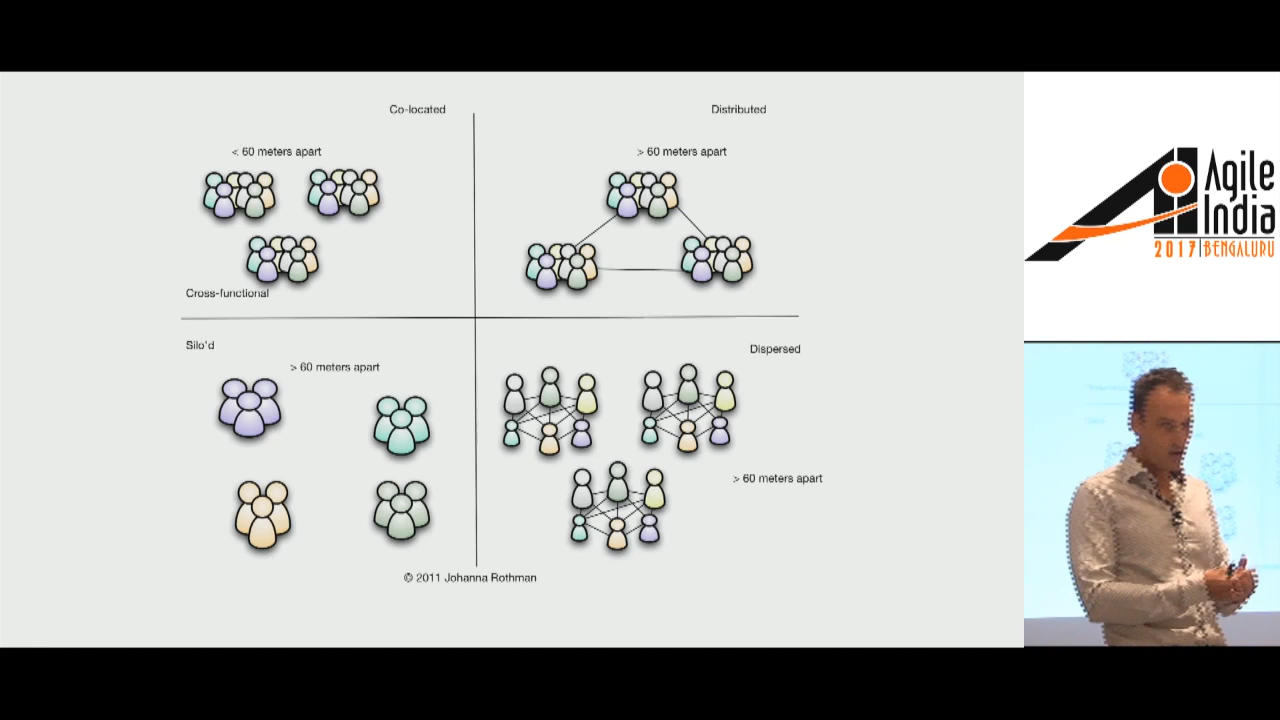 Co-located
Distributed
< 60 meters apart
> 60 meters apart
Cross-functional
Silo'd
> 60 meters apart
Dispersed
> 60 meters apart
© 2011 Johanna Rothman
Agile
India
2017 | BENGALURU